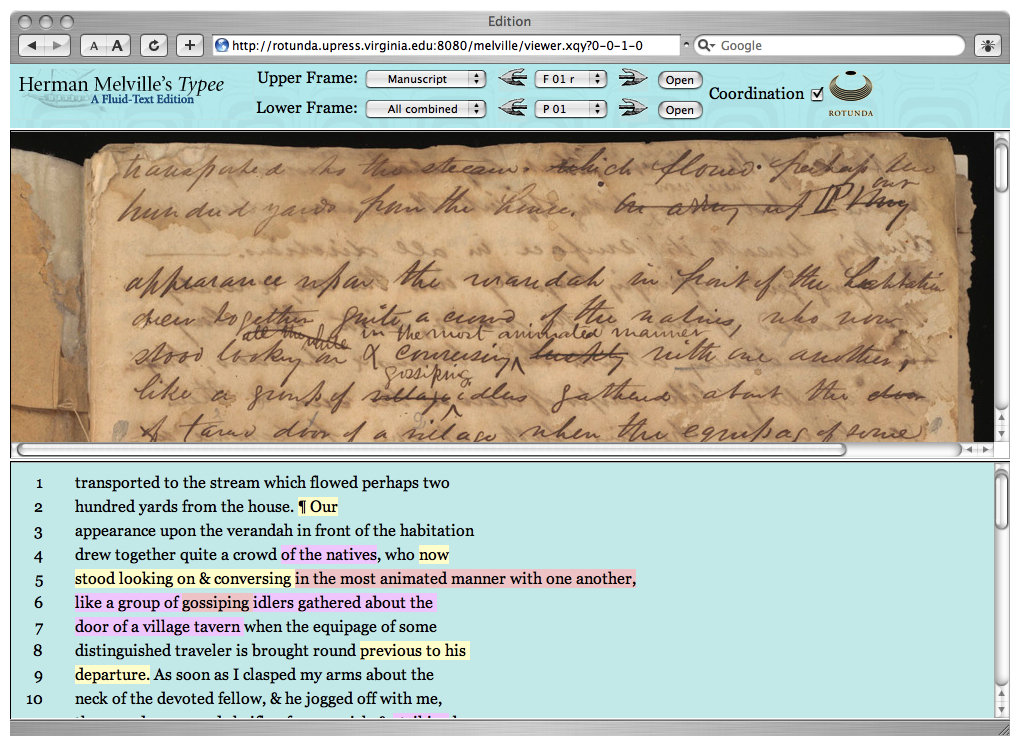 Edition
A A + http://rotunda.upress.virginia.edu:8080/melville/viewer.xqy?0-0-1-0 Google
Herman Melville's Typee
A Fluid-Text Edition
Upper Frame: Manuscript F 01 r Open
Lower Frame: All combined P 01 Open
Coordination
ROTUNDA
transported to the stream. which flowed. perhaps two
hundred yards from the house. our
appearance upon the verandah in front of the habitation
drew together quite a crowd of the natives, who now
all the while in the most animated manner
stood looking on & conversing with one another,
gossiping
like a group of village idlers gathered about the door
of tavern door of a village when the equipage of some
1 transported to the stream which flowed perhaps two
2 hundred yards from the house. ¶ Our
3 appearance upon the verandah in front of the habitation
4 drew together quite a crowd of the natives, who now
5 stood looking on & conversing in the most animated manner with one another,
6 like a group of gossiping idlers gathered about the
7 door of a village tavern when the equipage of some
8 distinguished traveler is brought round previous to his
9 departure. As soon as I clasped my arms about the
10 neck of the devoted fellow, & he jogged off with me,